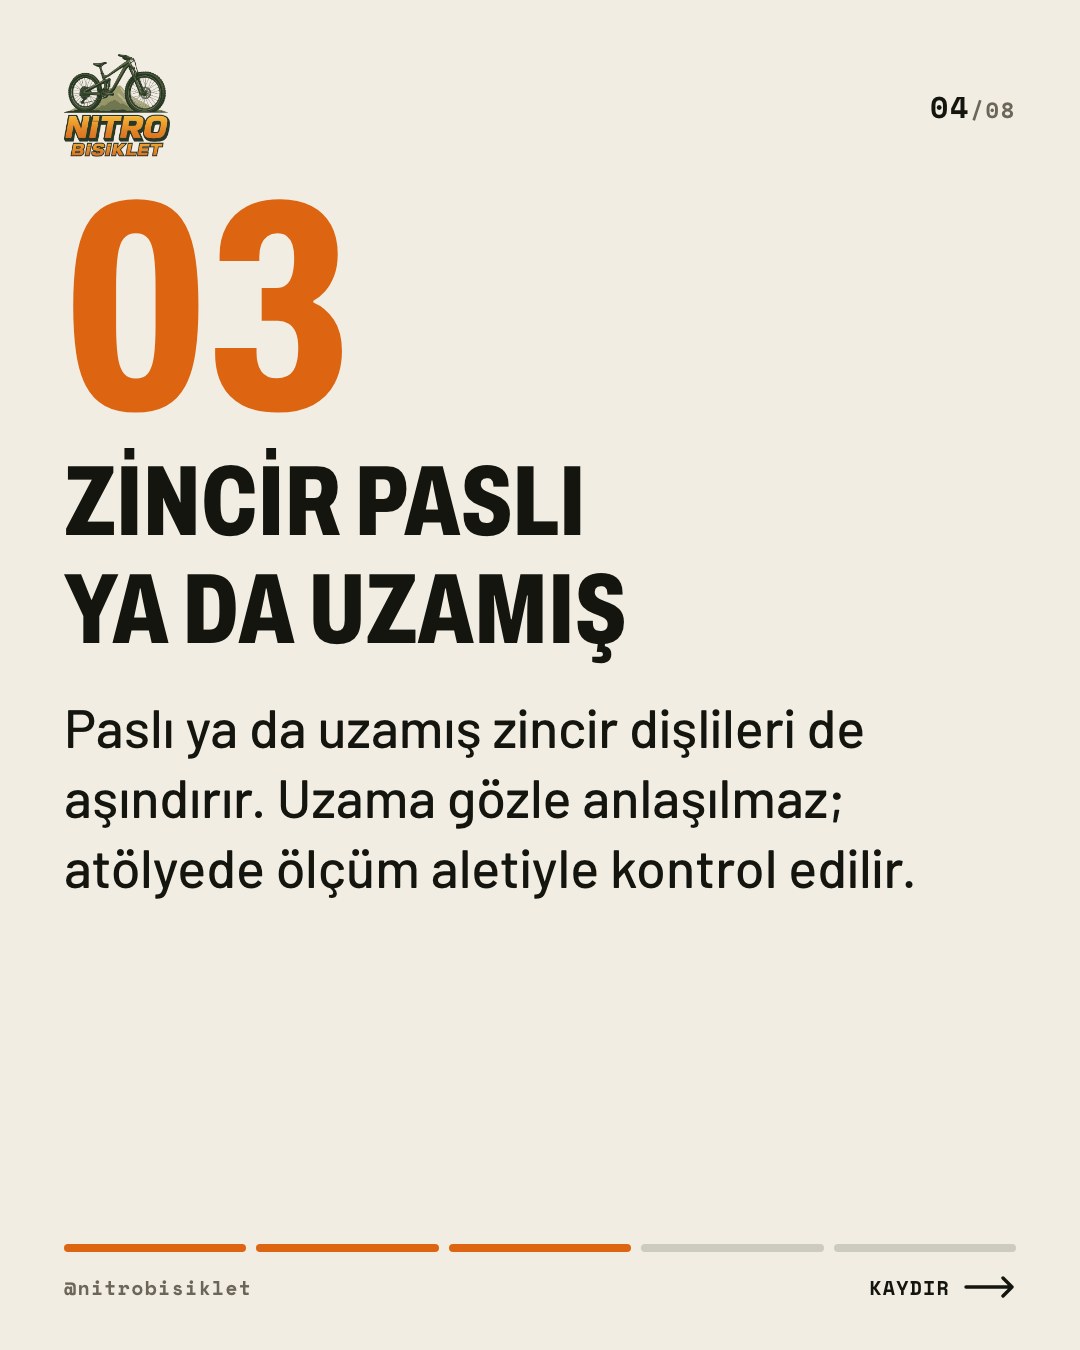 NiTRO
BISIKLET
04/08
03
ZİNCİR PASLI
YA DA UZAMIŞ
Paslı ya da uzamış zincir dişlileri de
aşındırır. Uzama gözle anlaşılmaz;
atölyede ölçüm aletiyle kontrol edilir.
@nitrobisiklet
KAYDIR